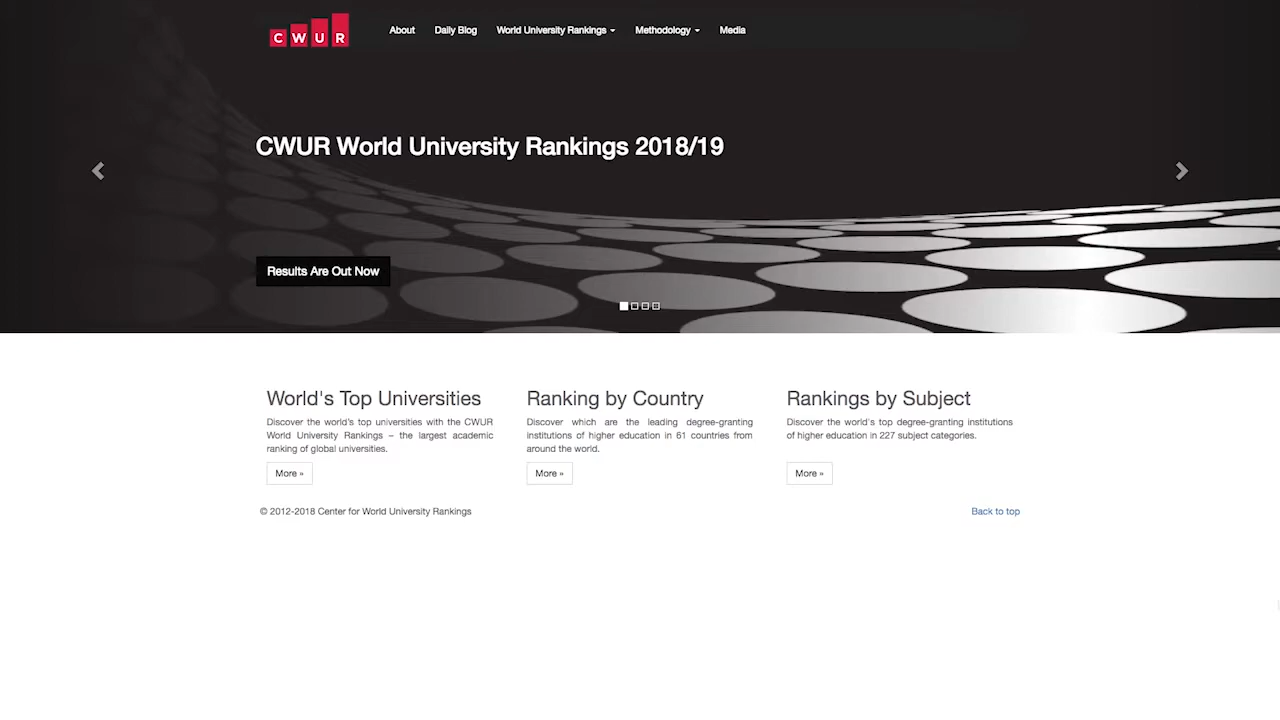 CWUR
About Daily Blog World University Rankings Methodology Media
CWUR World University Rankings 2018/19
Results Are Out Now
World's Top Universities
Discover the world’s top universities with the CWUR
World University Rankings – the largest academic
ranking of global universities.
More »
Ranking by Country
Discover which are the leading degree-granting
institutions of higher education in 61 countries from
around the world.
More »
Rankings by Subject
Discover the world's top degree-granting institutions
of higher education in 227 subject categories.
More »
© 2012-2018 Center for World University Rankings
Back to top